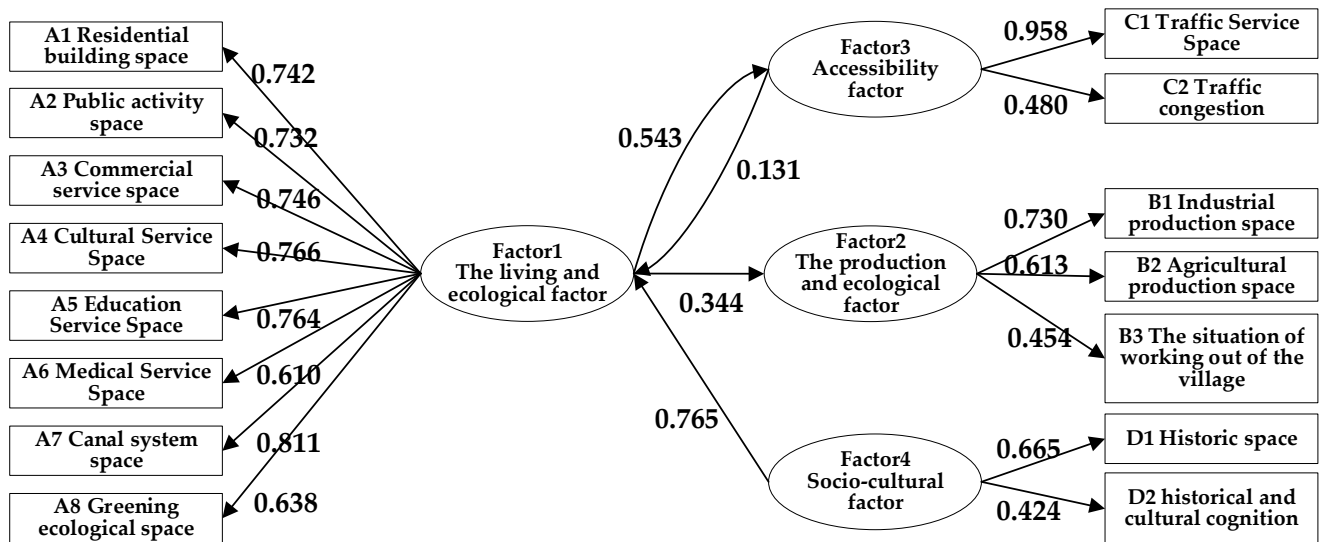 A1 Residential
building space
A2 Public activity
space
A3 Commercial
service space
A4 Cultural Service
Space
A5 Education
Service Space
A6 Medical Service
Space
A7 Canal system
space
A8 Greening
ecological space
0.742
0.732
0.746
0.766
0.764
0.610
0.811
0.638
Factor1
The living and
ecological factor
0.543
0.131
0.344
0.765
Factor3
Accessibility
factor
Factor2
The production
and ecological
factor
Factor4
Socio-cultural
factor
0.958
0.480
0.730
0.613
0.454
0.665
0.424
C1 Traffic Service
Space
C2 Traffic
congestion
B1 Industrial
production space
B2 Agricultural
production space
B3 The situation of
working out of the
village
D1 Historic space
D2 historical and
cultural cognition